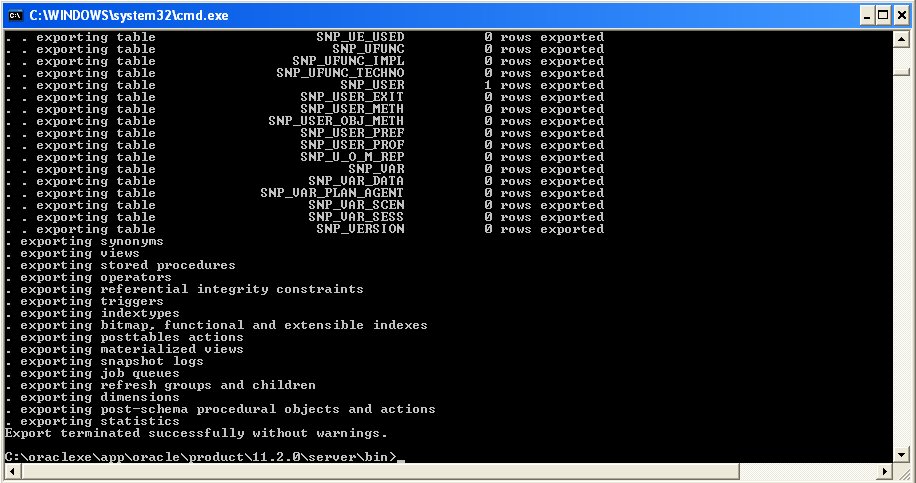 C:\WINDOWS\system32\cmd.exe
. . exporting table SNP_UE_USED 0 rows exported
. . exporting table SNP_UFUNC 0 rows exported
. . exporting table SNP_UFUNC_IMPL 0 rows exported
. . exporting table SNP_UFUNC_TECHNO 0 rows exported
. . exporting table SNP_USER 1 rows exported
. . exporting table SNP_USER_EXIT 0 rows exported
. . exporting table SNP_USER_METH 0 rows exported
. . exporting table SNP_USER_OBJ_METH 0 rows exported
. . exporting table SNP_USER_PREF 0 rows exported
. . exporting table SNP_USER_PROF 0 rows exported
. . exporting table SNP_U_O_M_REP 0 rows exported
. . exporting table SNP_VAR 0 rows exported
. . exporting table SNP_VAR_DATA 0 rows exported
. . exporting table SNP_VAR_PLAN_AGENT 0 rows exported
. . exporting table SNP_VAR_SCEN 0 rows exported
. . exporting table SNP_VAR_SESS 0 rows exported
. . exporting table SNP_VERSION 0 rows exported
. exporting synonyms
. exporting views
. exporting stored procedures
. exporting operators
. exporting referential integrity constraints
. exporting triggers
. exporting indextypes
. exporting bitmap, functional and extensible indexes
. exporting posttables actions
. exporting materialized views
. exporting snapshot logs
. exporting job queues
. exporting refresh groups and children
. exporting dimensions
. exporting post-schema procedural objects and actions
. exporting statistics
Export terminated successfully without warnings.
C:\oraclexe\app\oracle\product\11.2.0\server\bin>_